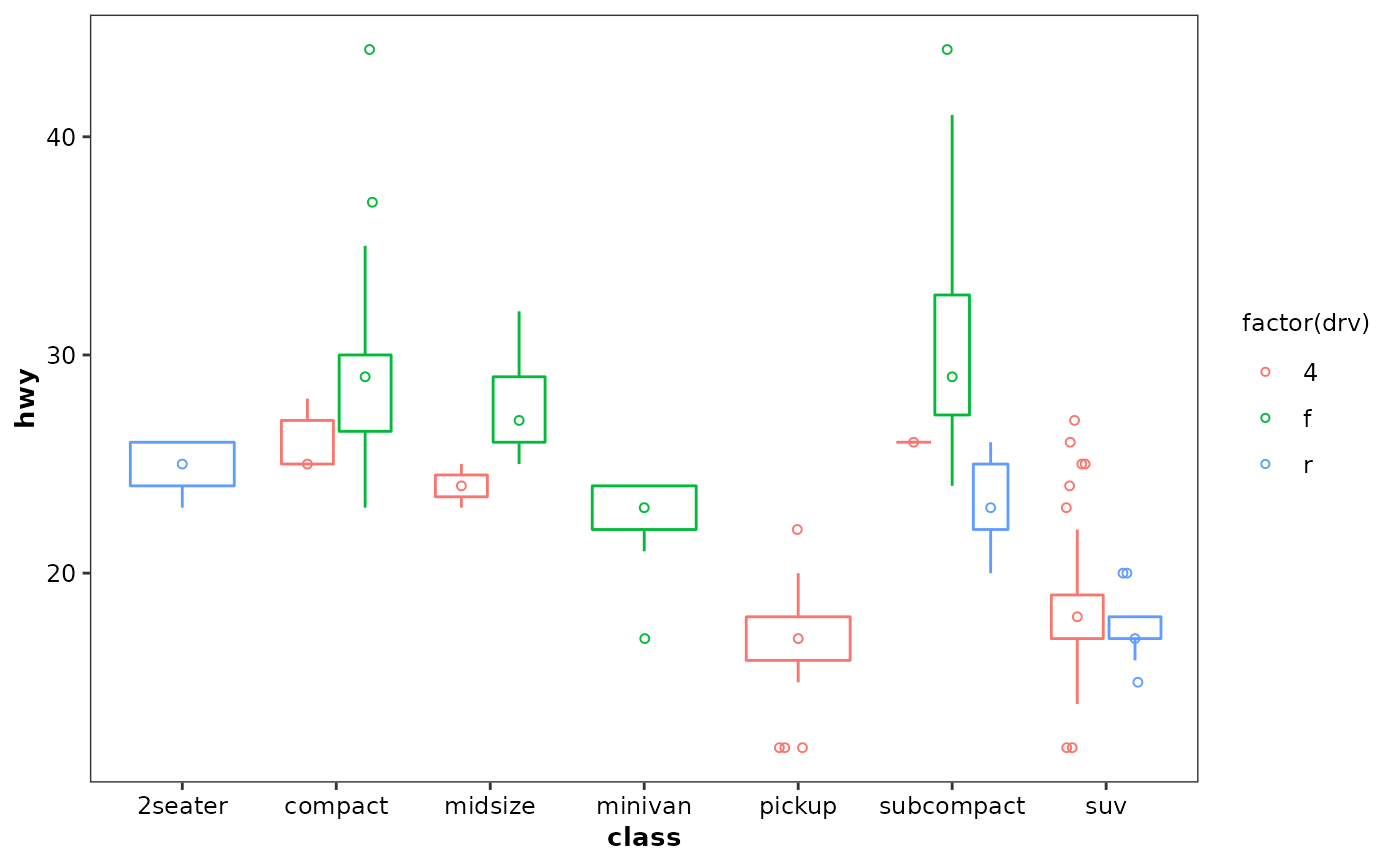 hwy
40
30
20
2seater compact midsize minivan pickup subcompact suv
class
factor(drv)
4
f
r